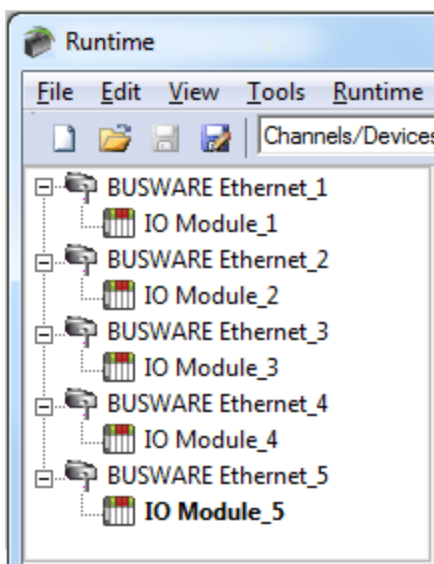 Runtime
File Edit View Tools Runtime
Channels/Devices
BUSWARE Ethernet_1
IO Module_1
BUSWARE Ethernet_2
IO Module_2
BUSWARE Ethernet_3
IO Module_3
BUSWARE Ethernet_4
IO Module_4
BUSWARE Ethernet_5
IO Module_5